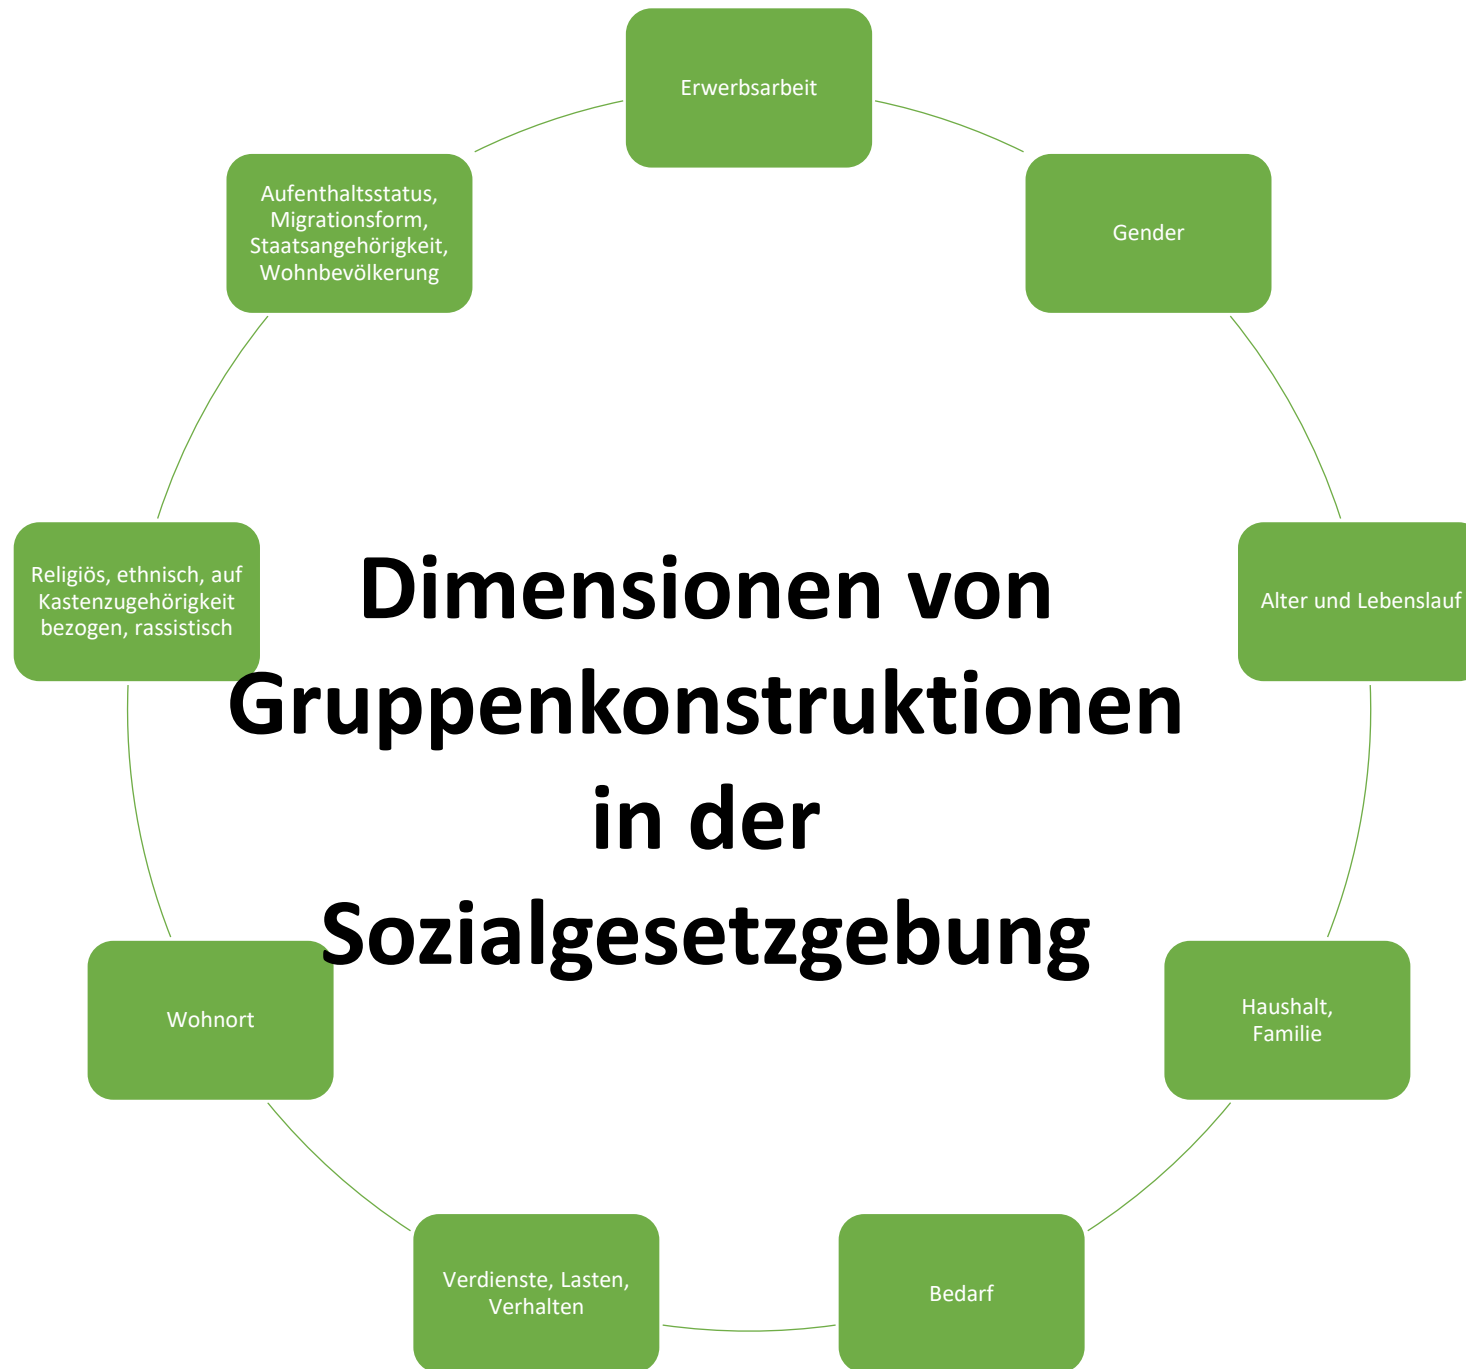 Erwerbsarbeit
Gender
Alter und Lebenslauf
Haushalt,
Familie
Bedarf
Verdienste, Lasten,
Verhalten
Wohnort
Religiös, ethnisch, auf
Kastenzugehörigkeit
bezogen, rassistisch
Aufenthaltsstatus,
Migrationsform,
Staatsangehörigkeit,
Wohnbevölkerung
Dimensionen von
Gruppenkonstruktionen
in der
Sozialgesetzgebung